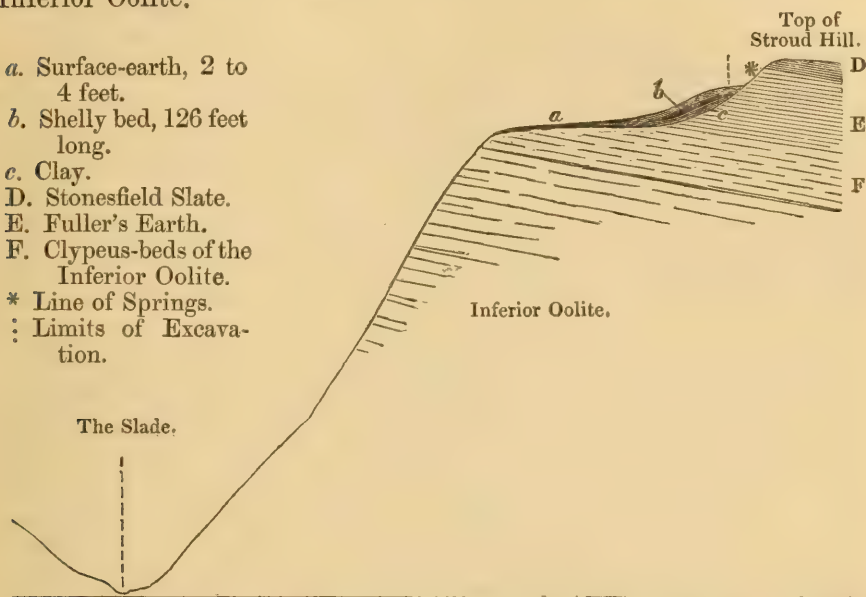 Inferior Oolite.
a. Surface-earth, 2 to
4 feet.
b. Shelly bed, 126 feet
long.
c. Clay.
D. Stonesfield Slate.
E. Fuller's Earth.
F. Clypeus-beds of the
Inferior Oolite.
* Line of Springs.
⋮ Limits of Excava-
tion.
Top of
Stroud Hill.
D
b
*
a
c
E
F
Inferior Oolite.
The Slade.